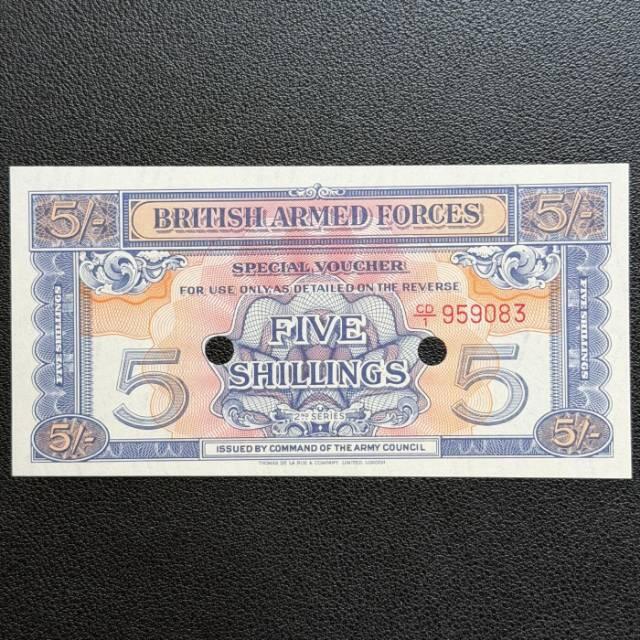 5/-
BRITISH ARMED FORCES
5/-
SPECIAL VOUCHER
FOR USE ONLY AS DETAILED ON THE REVERSE
CD/1 959083
FIVE SHILLINGS
FIVE SHILLINGS
FIVE
SHILLINGS
5
5
2ND SERIES
5/-
5/-
ISSUED BY COMMAND OF THE ARMY COUNCIL
THOMAS DE LA RUE & COMPANY, LIMITED, LONDON